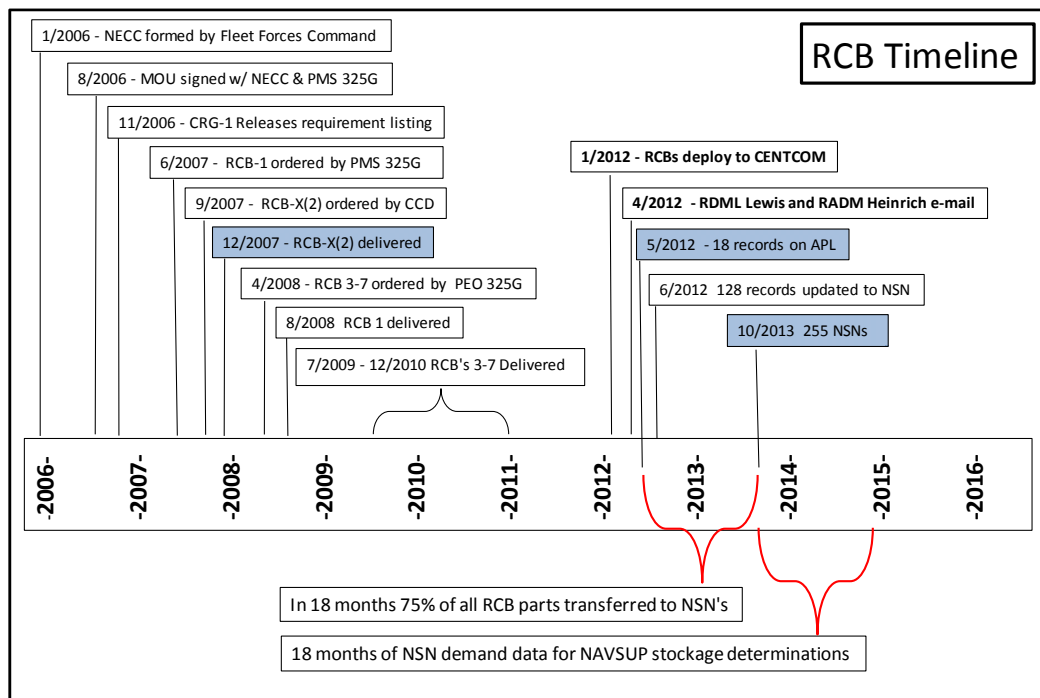 RCB Timeline
1/2006 - NECC formed by Fleet Forces Command
8/2006 - MOU signed w/ NECC & PMS 325G
11/2006 - CRG-1 Releases requirement listing
6/2007 - RCB-1 ordered by PMS 325G
9/2007 - RCB-X(2) ordered by CCD
12/2007 - RCB-X(2) delivered
4/2008 - RCB 3-7 ordered by PEO 325G
8/2008 RCB 1 delivered
7/2009 - 12/2010 RCB's 3-7 Delivered
1/2012 - RCBs deploy to CENTCOM
4/2012 - RDML Lewis and RADM Heinrich e-mail
5/2012 - 18 records on APL
6/2012 128 records updated to NSN
10/2013 255 NSNs
-2006-
-2007-
-2008-
-2009-
-2010-
-2011-
-2012-
-2013-
-2014-
-2015-
-2016-
In 18 months 75% of all RCB parts transferred to NSN's
18 months of NSN demand data for NAVSUP stockage determinations